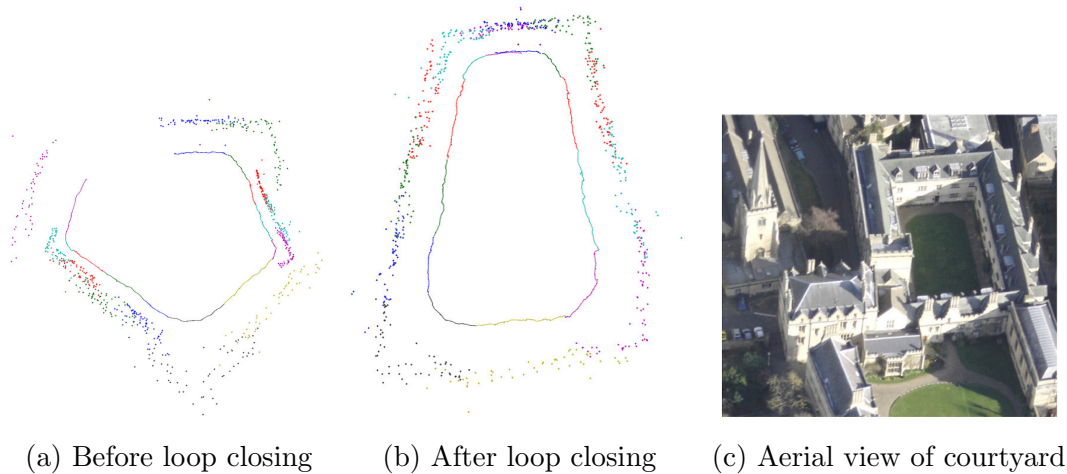 (a) Before loop closing
(b) After loop closing
(c) Aerial view of courtyard